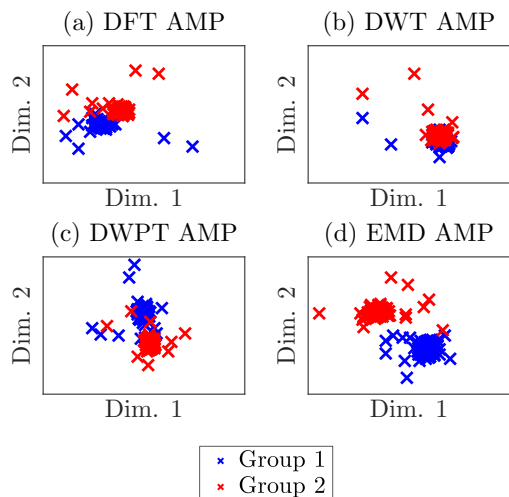 (a) DFT AMP
(b) DWT AMP
Dim. 2
Dim. 2
Dim. 1
Dim. 1
(c) DWPT AMP
(d) EMD AMP
Dim. 2
Dim. 2
Dim. 1
Dim. 1
Group 1
Group 2